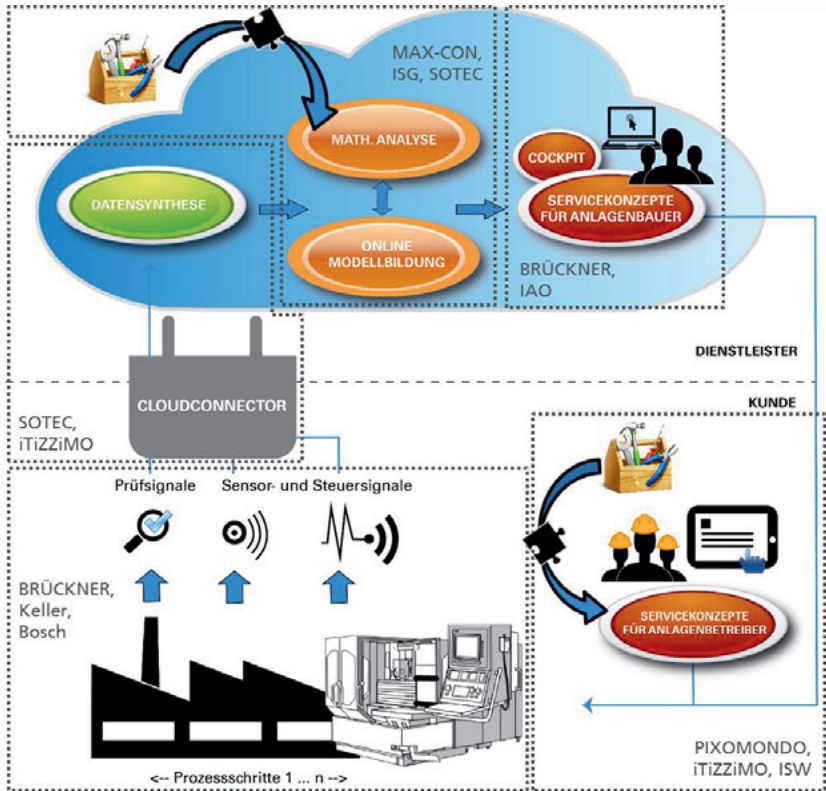 MAX-CON,
ISG, SOTEC
MATH. ANALYSE
COCKPIT
DATENSYNTHESE
SERVICEKONZEPTE
FÜR ANLAGENBAUER
ONLINE
MODELLBILDUNG
BRÜCKNER,
IAO
DIENSTLEISTER
CLOUDCONNECTOR
KUNDE
SOTEC,
iTiZZiMO
Prüfsignale
Sensor- und Steuersignale
BRÜCKNER,
Keller,
Bosch
SERVICEKONZEPTE
FÜR ANLAGENBETREIBER
PIXOMONDO,
iTiZZiMO, ISW
<-- Prozessschritte 1 ... n -->